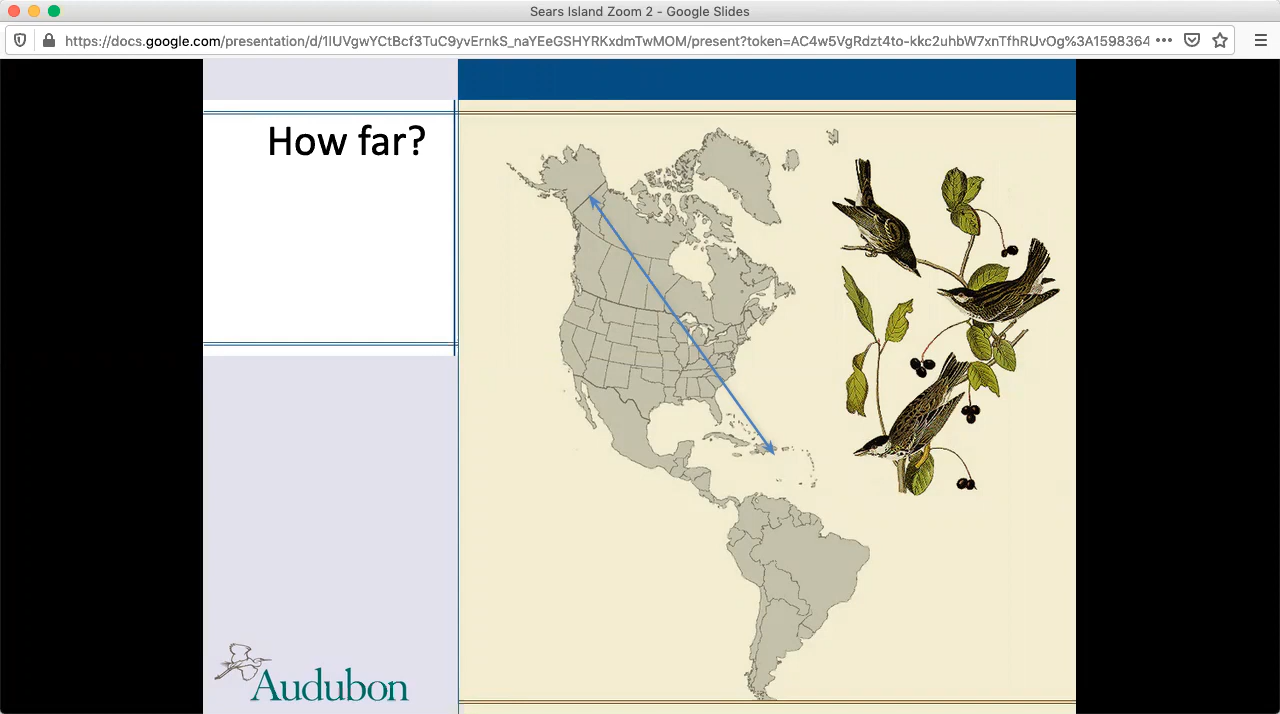 Sears Island Zoom 2 - Google Slides
https://docs.google.com/presentation/d/1IUVgwYCtBcf3TuC9yvErnkS_naYEeGSHYRKxdmTwMOM/present?token=AC4w5VgRdzt4to-kkc2uhbW7xnTfhRUvOg%3A1598364
How far?
Audubon